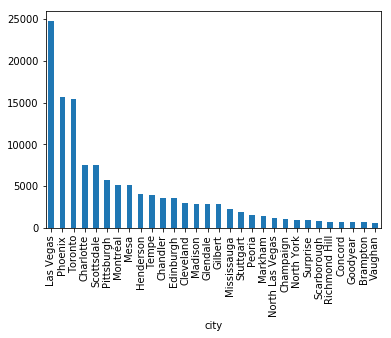 25000
20000
15000
10000
5000
0
Las Vegas
Phoenix
Toronto
Charlotte
Scottsdale
Pittsburgh
Montréal
Mesa
Henderson
Tempe
Chandler
Edinburgh
Cleveland
Madison
Glendale
Gilbert
Mississauga
Stuttgart
Peoria
Markham
North Las Vegas
Champaign
North York
Surprise
Scarborough
Richmond Hill
Concord
Goodyear
Brampton
Vaughan
city